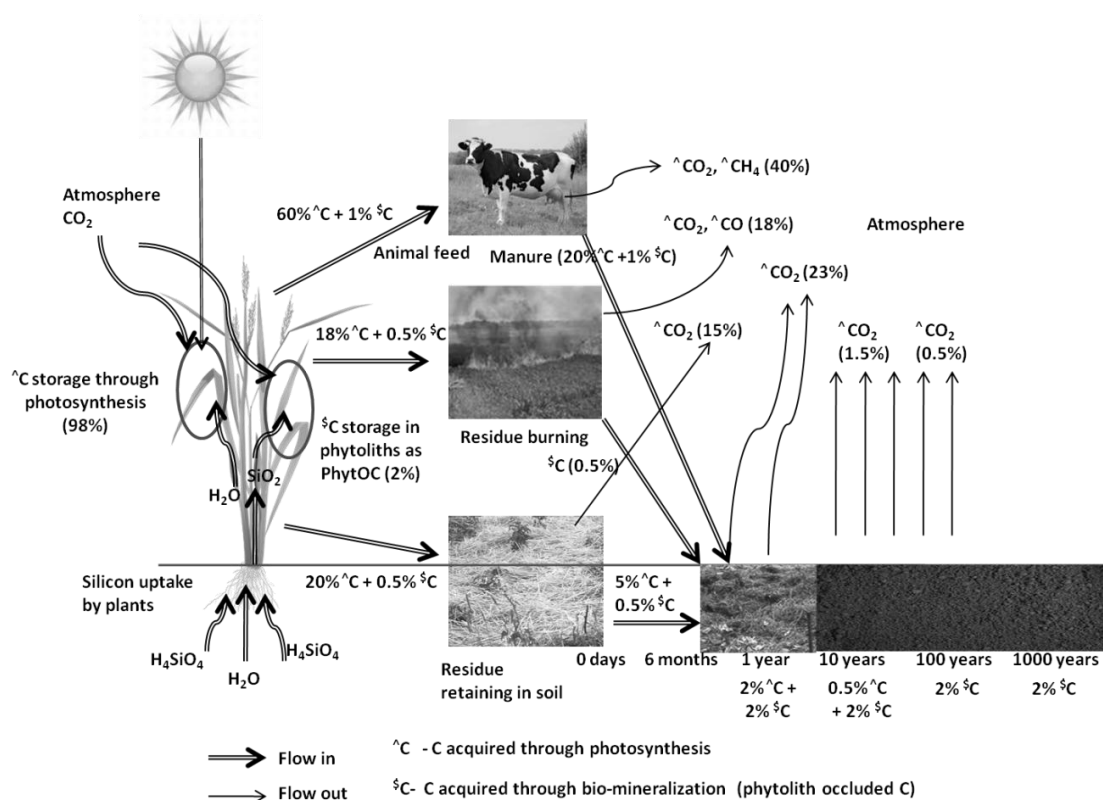 Atmosphere
CO₂
60% ^C + 1% $C
Animal feed
Manure (20%^C +1% $C)
^CO₂, ^CH₄ (40%)
^CO₂, ^CO (18%)
Atmosphere
^CO₂ (23%)
^CO₂ (15%)
^CO₂
(1.5%)
^CO₂
(0.5%)
18% ^C + 0.5% $C
^C storage through
photosynthesis
(98%)
$C storage in
phytoliths as
PhytOC (2%)
Residue burning
$C (0.5%)
SiO₂
H₂O
Silicon uptake
by plants
20% ^C + 0.5% $C
5%^C +
0.5% $C
H₄SiO₄
H₂O
H₄SiO₄
Residue
retaining in soil
0 days
6 months
1 year
10 years
100 years
1000 years
2% ^C +
2% $C
0.5%^C
+ 2% $C
2% $C
2% $C
Flow in
^C - C acquired through photosynthesis
Flow out
$C- C acquired through bio-mineralization (phytolith occluded C)